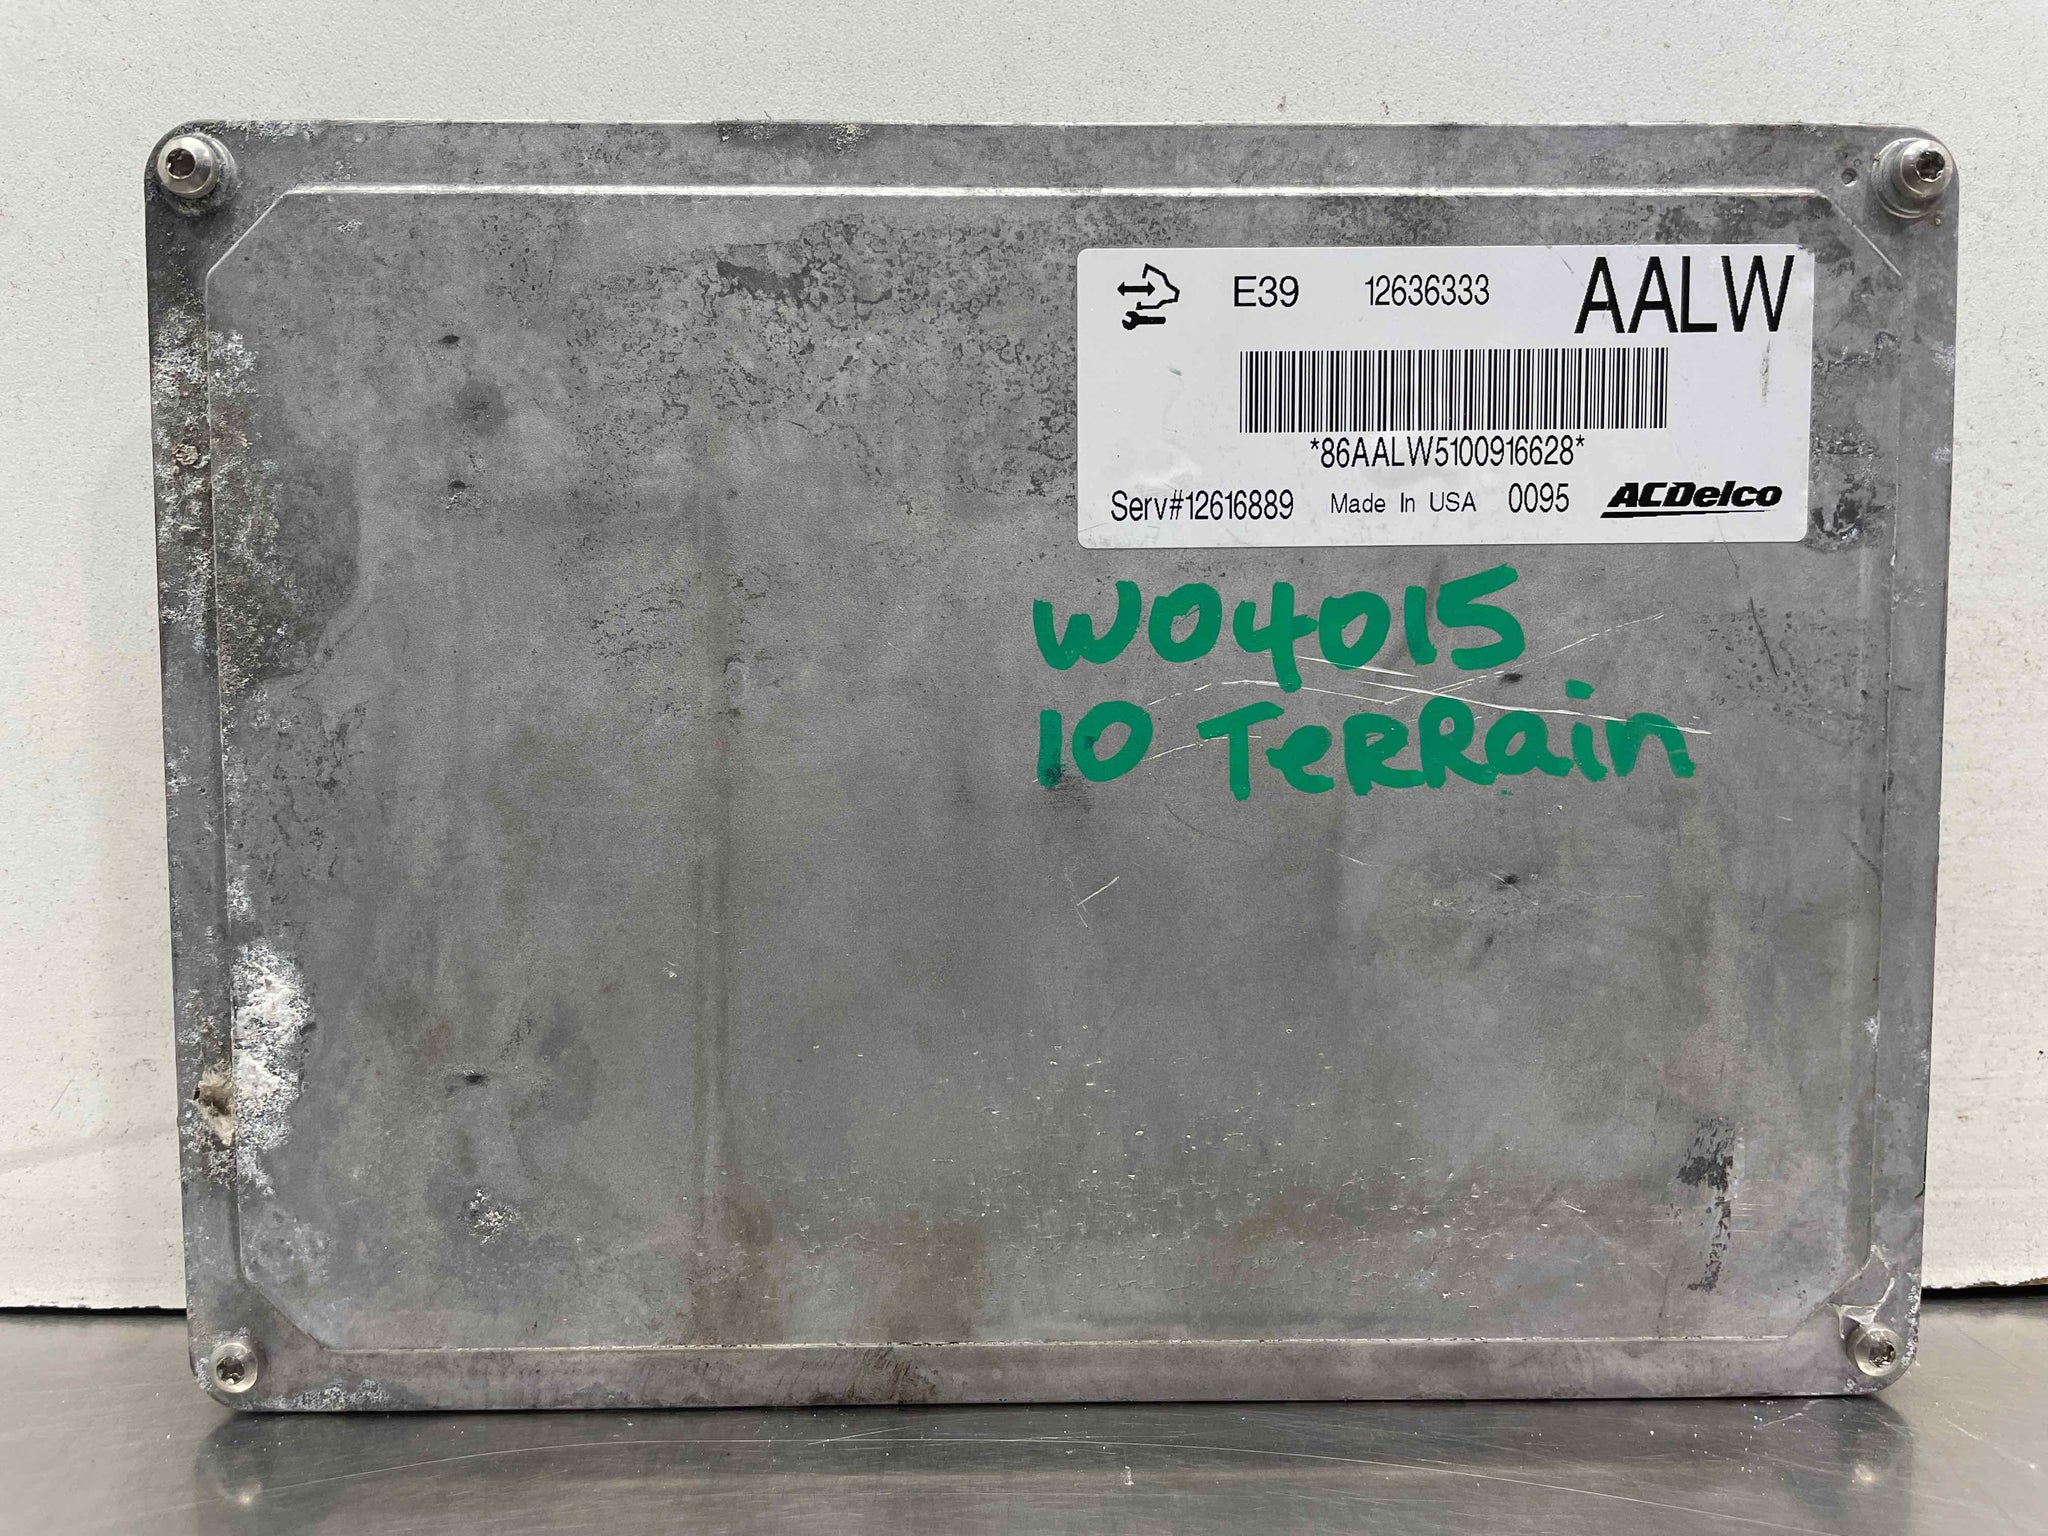 E39 12636333 AALW
*86AALW5100916628*
Serv#12616889 Made In USA 0095 ACDelco
W04015
10 TeRRain